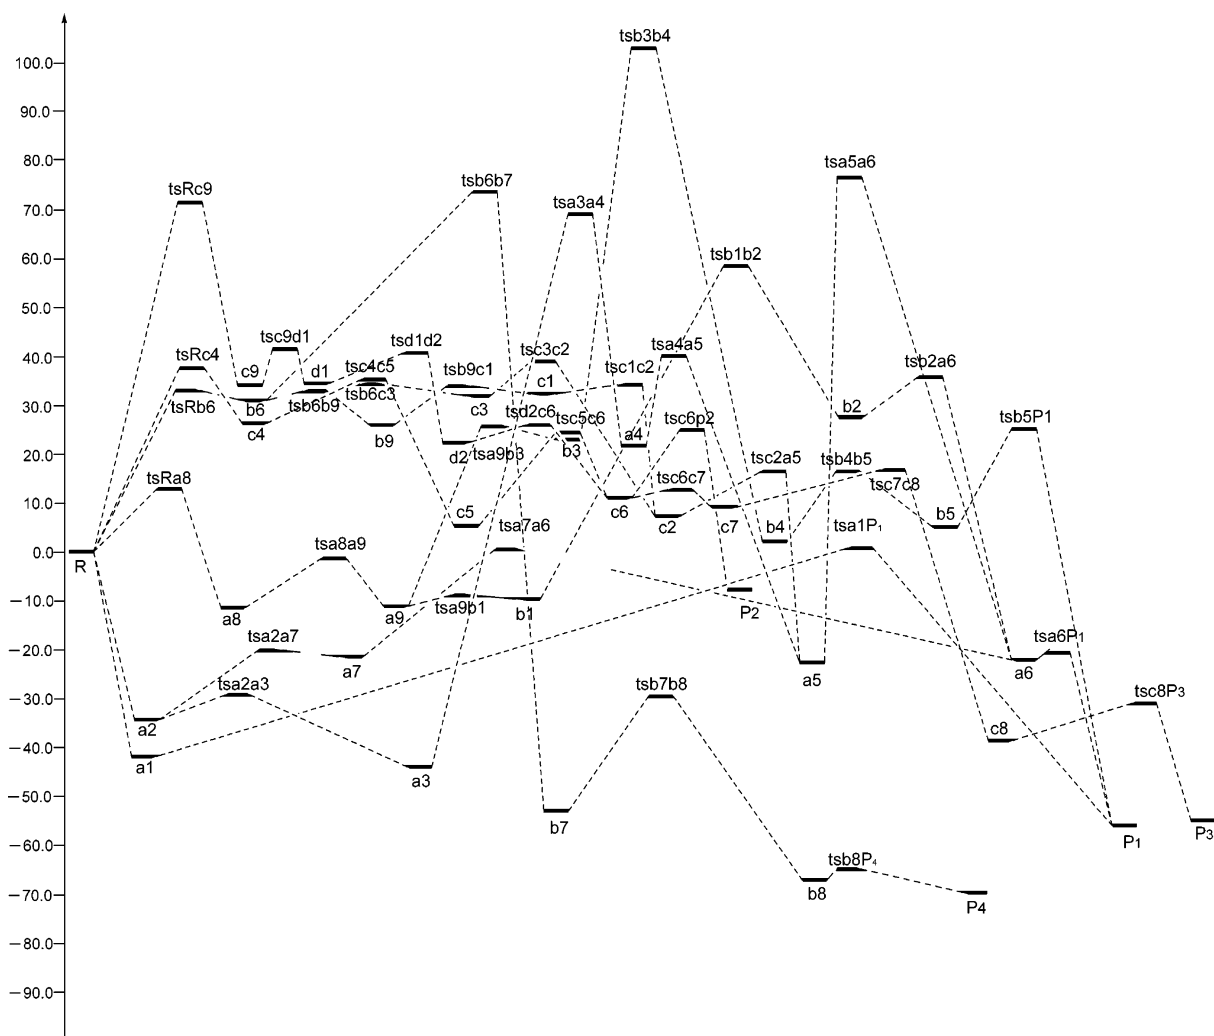 tsb3b4
100.0
90.0
80.0
tsa5a6
tsRc9
tsb6b7
tsa3a4
70.0
60.0
tsb1b2
50.0
tsc9d1
tsd1d2
tsc3c2
tsa4a5
40.0
tsRc4
c9
d1
tsc4c5
tsb9c1
c1
tsc1c2
tsb2a6
30.0
tsRb6
b6
tsb6b9
tsb6c3
c3
b2
c4
b9
tsd2c6
tsc5c6
a4
tsc6p2
tsb5P1
20.0
d2
tsa9b3
b3
tsc2a5
tsb4b5
tsRa8
tsc6c7
tsc7c8
10.0
c5
c6
c2
c7
b4
b5
tsa7a6
tsa1P1
0.0
R
−10.0
a8
tsa8a9
a9
tsa9b1
b1
P2
−20.0
tsa2a7
a7
a5
a6
tsa6P1
−30.0
tsa2a3
tsb7b8
tsc8P3
a2
c8
−40.0
a1
a3
−50.0
b7
P1
P3
−60.0
tsb8P4
b8
P4
−70.0
−80.0
−90.0